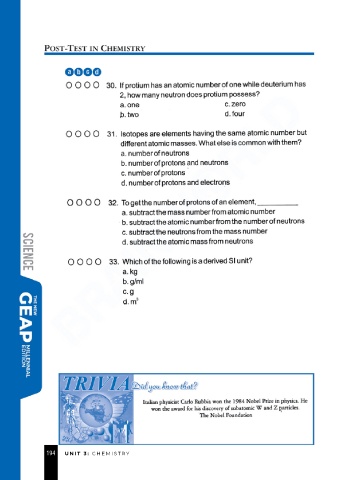 POST-TEST IN CHEMISTRY
a b c d
30. If protium has an atomic number of one while deuterium has
2, how many neutron does protium possess?
a. one c. zero
b. two d. four
31. Isotopes are elements having the same atomic number but
different atomic masses. What else is common with them?
a. number of neutrons
b. number of protons and neutrons
c. number of protons
d. number of protons and electrons
32. To get the number of protons of an element, __________
a. subtract the mass number from atomic number
b. subtract the atomic number from the number of neutrons
c. subtract the neutrons from the mass number
d. subtract the atomic mass from neutrons
33. Which of the following is a derived SI unit?
a. kg
b. g/ml
c. g
d. m²
SCIENCE
THE NEW
GEAP
MILLENNIAL
EDITION
TRIVIA Did you know that?
Italian physicist Carlo Rubbia won the 1984 Nobel Prize in physics. He
won the award for his discovery of subatomic W and Z particles
The Nobel Foundation
194 UNIT 3: CHEMISTRY